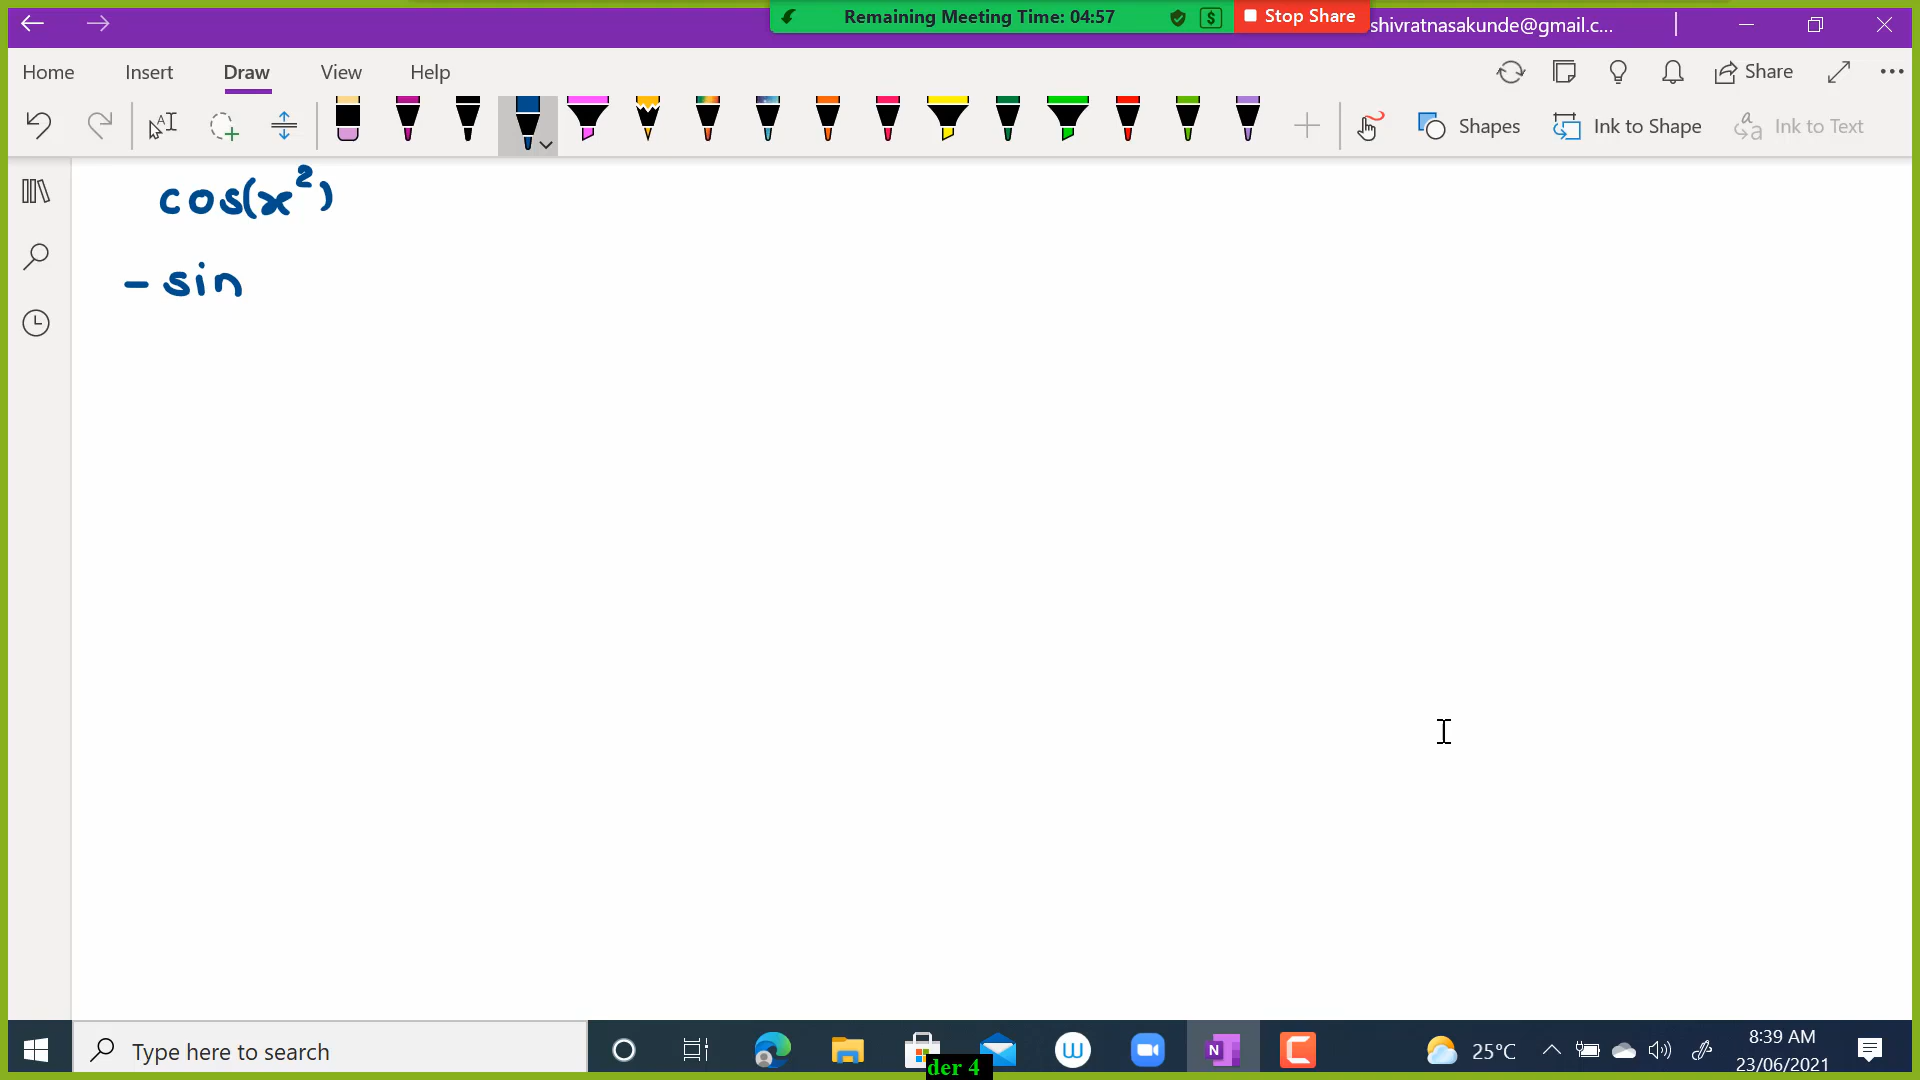 Remaining Meeting Time: 04:57
Stop Share
shivratnasakunde@gmail.c...
Home
Insert
Draw
View
Help
Share
Shapes
Ink to Shape
Ink to Text
cos(x²)
- sin
Type here to search
der 4
25°C
8:39 AM
23/06/2021